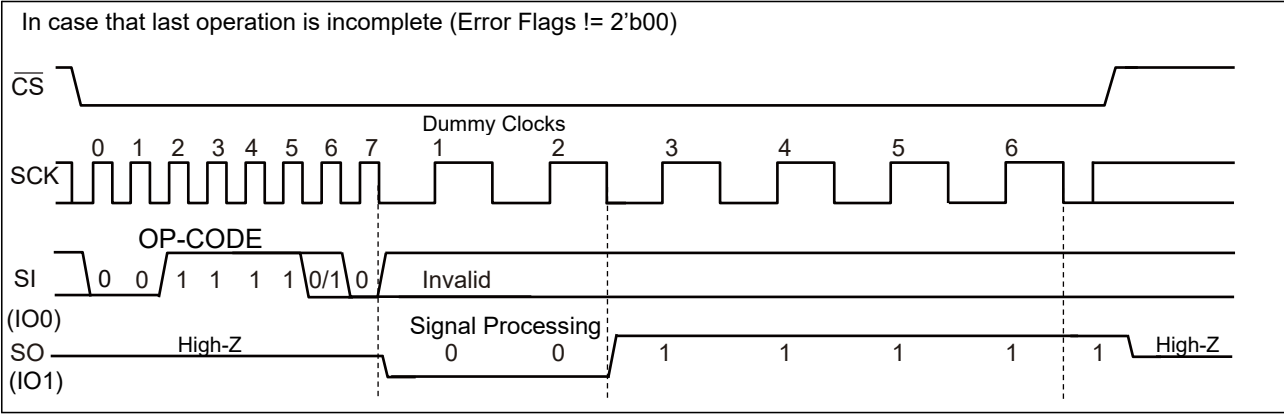 In case that last operation is incomplete (Error Flags != 2’b00)
CS
Dummy Clocks
0 1 2 3 4 5 6 7 1 2 3 4 5 6
SCK
OP-CODE
SI 0 0 1 1 1 1 0/1 0 Invalid
(IO0)
Signal Processing
SO High-Z 0 0 1 1 1 1 1 High-Z
(IO1)